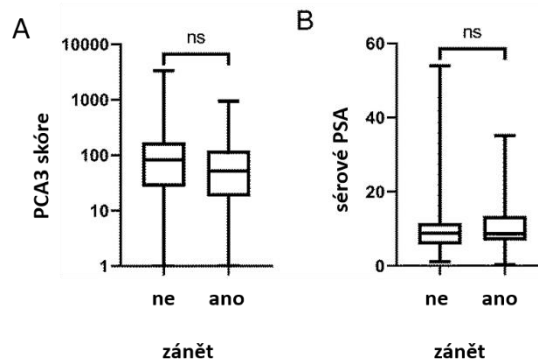 A
PCA3 skóre
10000
1000
100
10
1
ns
ne ano
zánět
B
sérové PSA
60
40
20
0
ns
ne ano
zánět